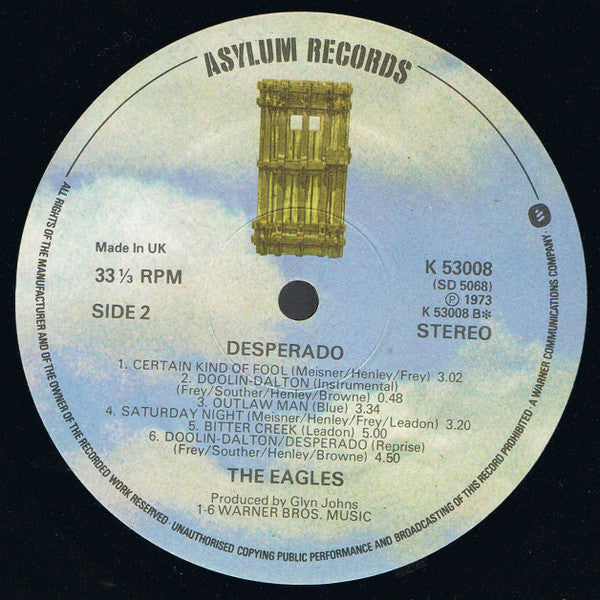 ASYLUM RECORDS
Made in UK
33 1/3 RPM
SIDE 2
K 53008
(SD 5068)
Ⓟ 1973
K 53008 B*
STEREO
DESPERADO
1. CERTAIN KIND OF FOOL (Meisner/Henley/Frey) 3.02
2. DOOLIN-DALTON (Instrumental)
(Frey/Souther/Henley/Browne) 0.48
3. OUTLAW MAN (Blue) 3.34
4. SATURDAY NIGHT (Meisner/Henley/Frey/Leadon) 3.20
5. BITTER CREEK (Leadon) 5.00
6. DOOLIN-DALTON/DESPERADO (Reprise)
(Frey/Souther/Henley/Browne) 4.50
THE EAGLES
Produced by Glyn Johns
1-6 WARNER BROS. MUSIC
ALL RIGHTS OF THE MANUFACTURER AND OF THE OWNER OF THE RECORDED WORK RESERVED · UNAUTHORISED COPYING PUBLIC PERFORMANCE AND BROADCASTING OF THIS RECORD PROHIBITED · A WARNER COMMUNICATIONS COMPANY ·